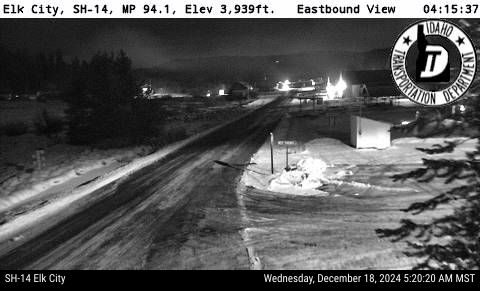 Elk City, SH-14, MP 94.1, Elev 3,939ft. Eastbound View 04:15:37
IDAHO
TRANSPORTATION DEPARTMENT
SH-14 Elk City Wednesday, December 18, 2024 5:20:20 AM MST